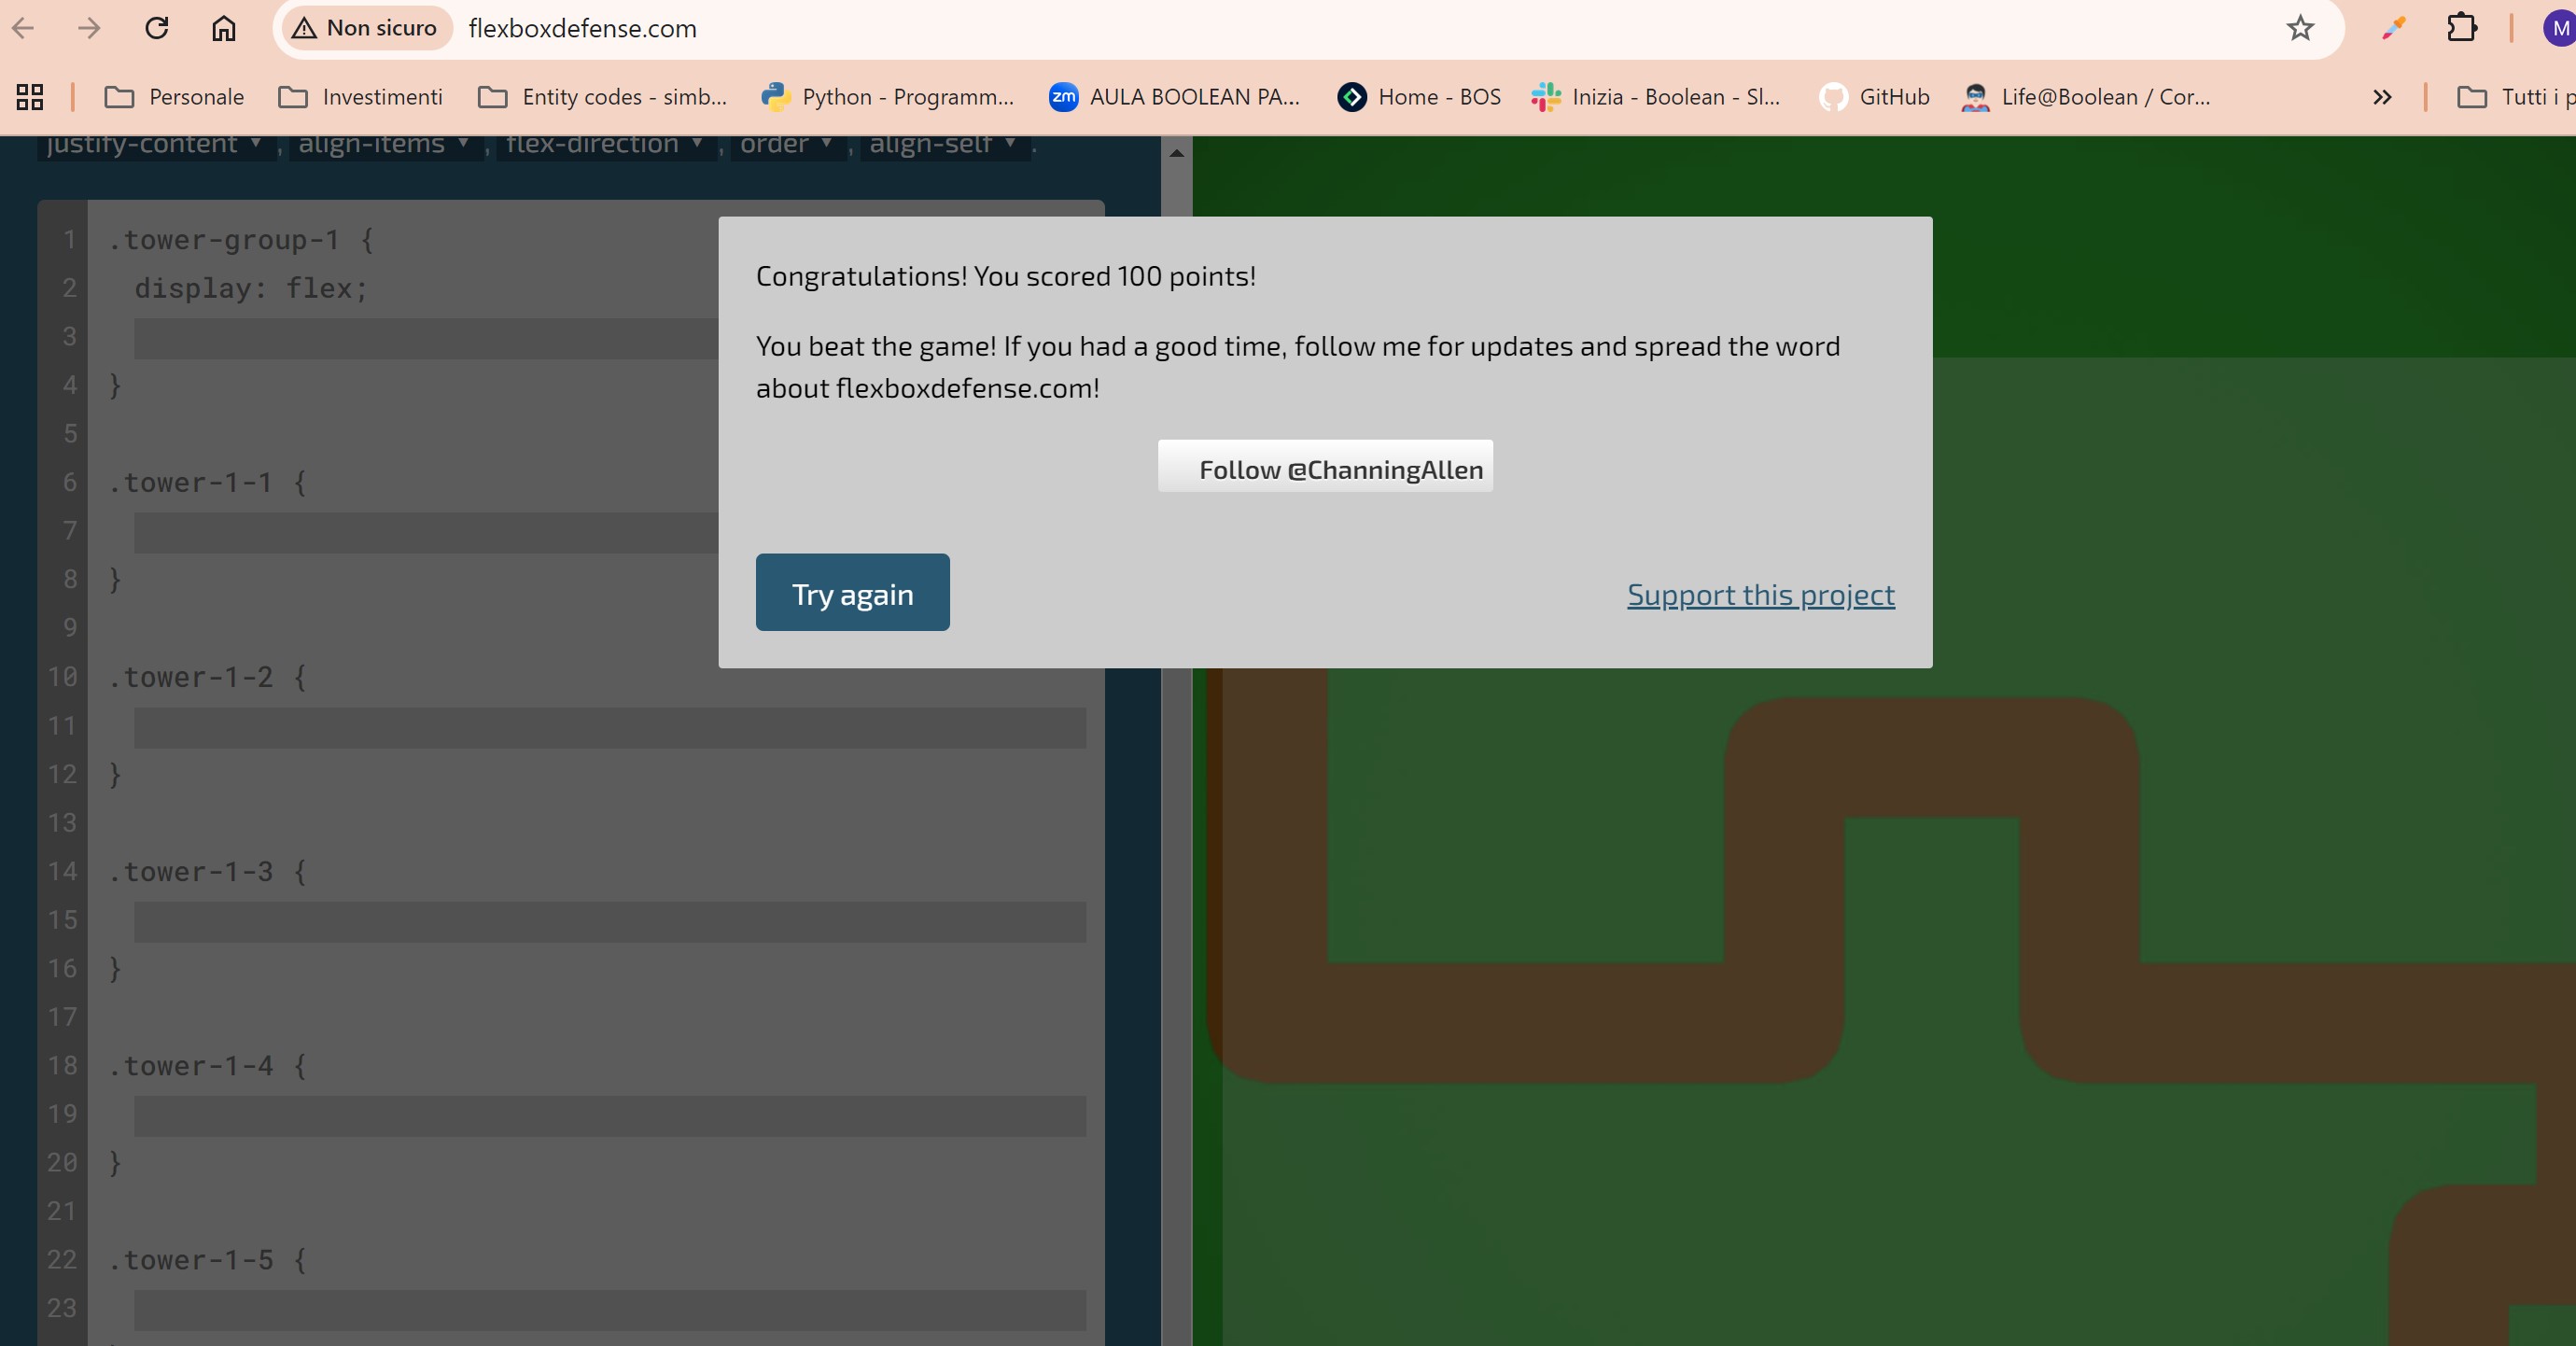 Non sicuro flexboxdefense.com M
Personale Investimenti Entity codes - simb... Python - Programm... zm AULA BOOLEAN PA... Home - BOS Inizia - Boolean - Sl... GitHub Life@Boolean / Cor... » Tutti i p
justify-content ▼ , align-items ▼ , flex-direction ▼ , order ▼ , align-self ▼ .
1 .tower-group-1 {
2 display: flex;
3
4 }
5
6 .tower-1-1 {
7
8 }
9
10 .tower-1-2 {
11
12 }
13
14 .tower-1-3 {
15
16 }
17
18 .tower-1-4 {
19
20 }
21
22 .tower-1-5 {
23
Congratulations! You scored 100 points!
You beat the game! If you had a good time, follow me for updates and spread the word
about flexboxdefense.com!
Follow @ChanningAllen
Try again
Support this project